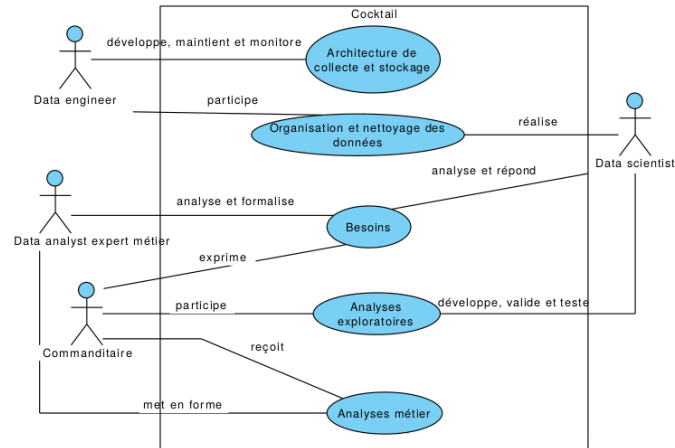 Cocktail
développe, maintient et monitore
Architecture de
collecte et stockage
Data engineer
participe
Organisation et nettoyage des
données
réalise
Data scientist
analyse et répond
analyse et formalise
Besoins
Data analyst expert métier
exprime
participe
Analyses
exploratoires
développe, valide et teste
Commanditaire
reçoit
met en forme
Analyses métier